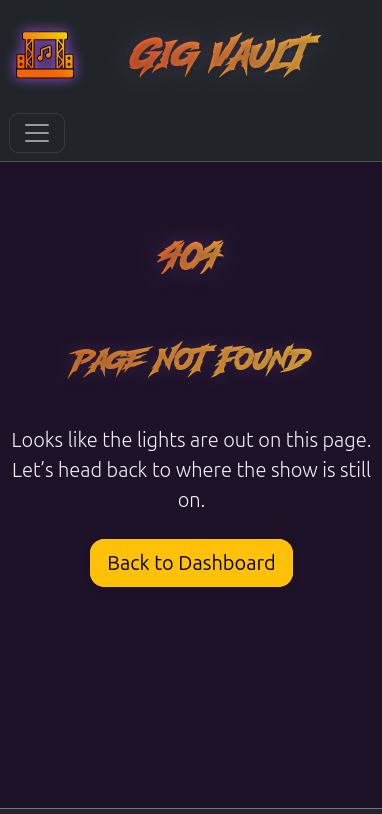 Gig Vault
404
Page Not Found
Looks like the lights are out on this page.
Let’s head back to where the show is still
on.
Back to Dashboard